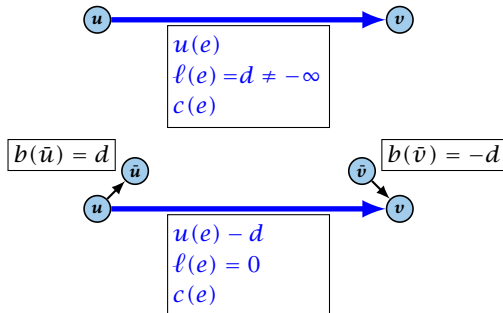 u v
u(e)
ℓ(e) =d ≠ −∞
c(e)
b(ū) = d ū v̄ b(v̄) = −d
u v
u(e) − d
ℓ(e) = 0
c(e)